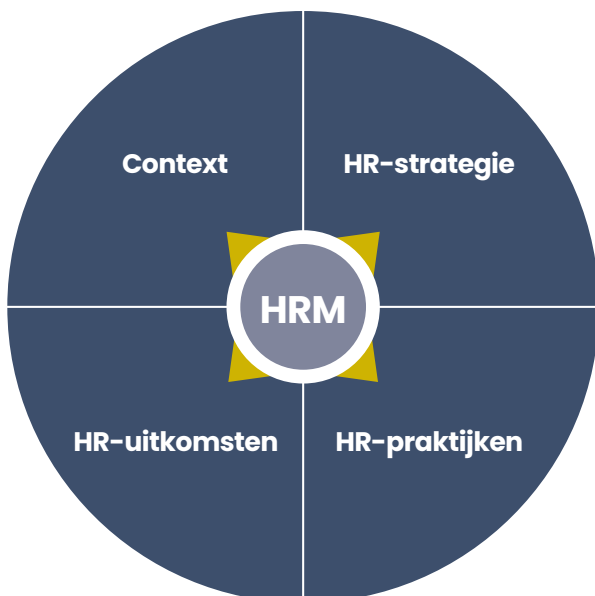 Context
HR-strategie
HRM
HR-uitkomsten
HR-praktijken